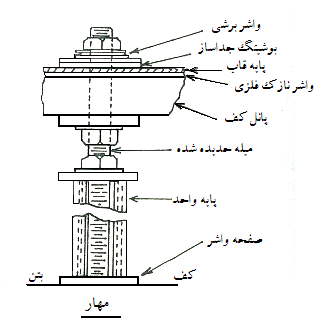 واشر برشی
بوشینگ جداساز
پایه قاب
واشر نازک فلزی
پانل کف
میله حدیده شده
پایه واحد
صفحه واشر
کف
بتن
مهار